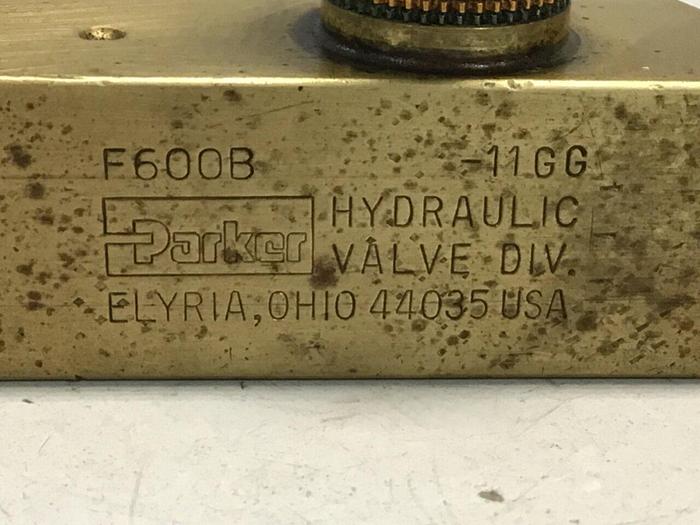 F600B -11GG
Parker HYDRAULIC
VALVE DIV.
ELYRIA, OHIO 44035 USA